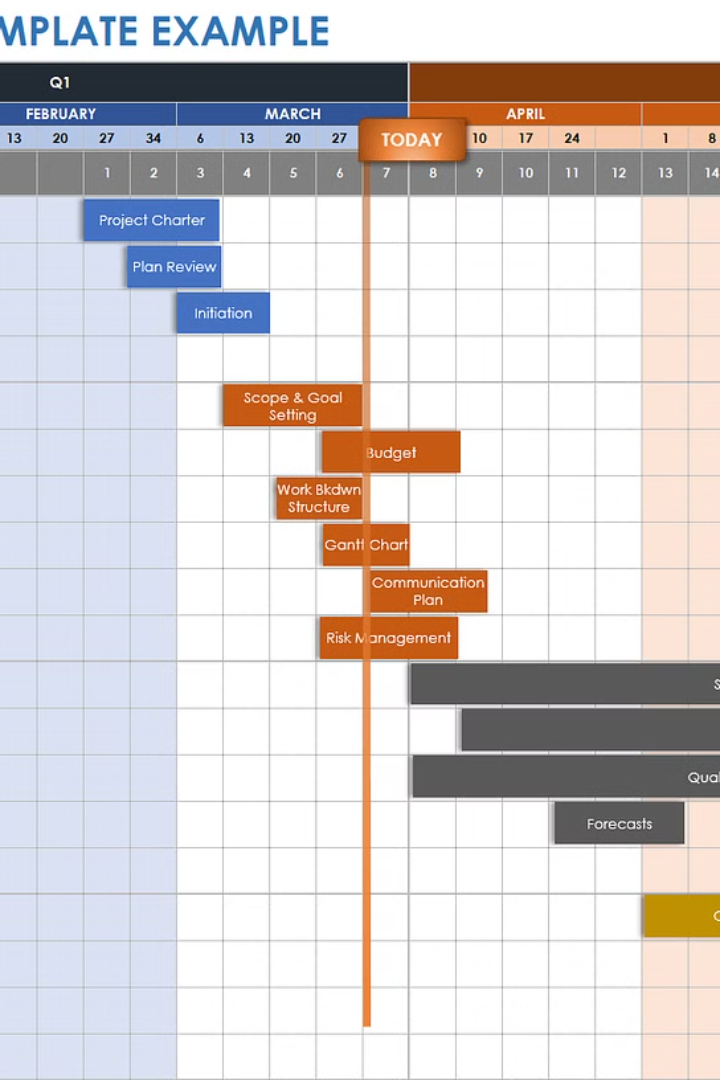 MPLATE EXAMPLE
Q1
FEBRUARY MARCH APRIL
13 20 27 34 6 13 20 27 TODAY 10 17 24 1 8
1 2 3 4 5 6 7 8 9 10 11 12 13 14
Project Charter
Plan Review
Initiation
Scope & Goal
Setting
Budget
Work Bkdwn
Structure
Gantt Chart
Communication
Plan
Risk Management
S
Qual
Forecasts